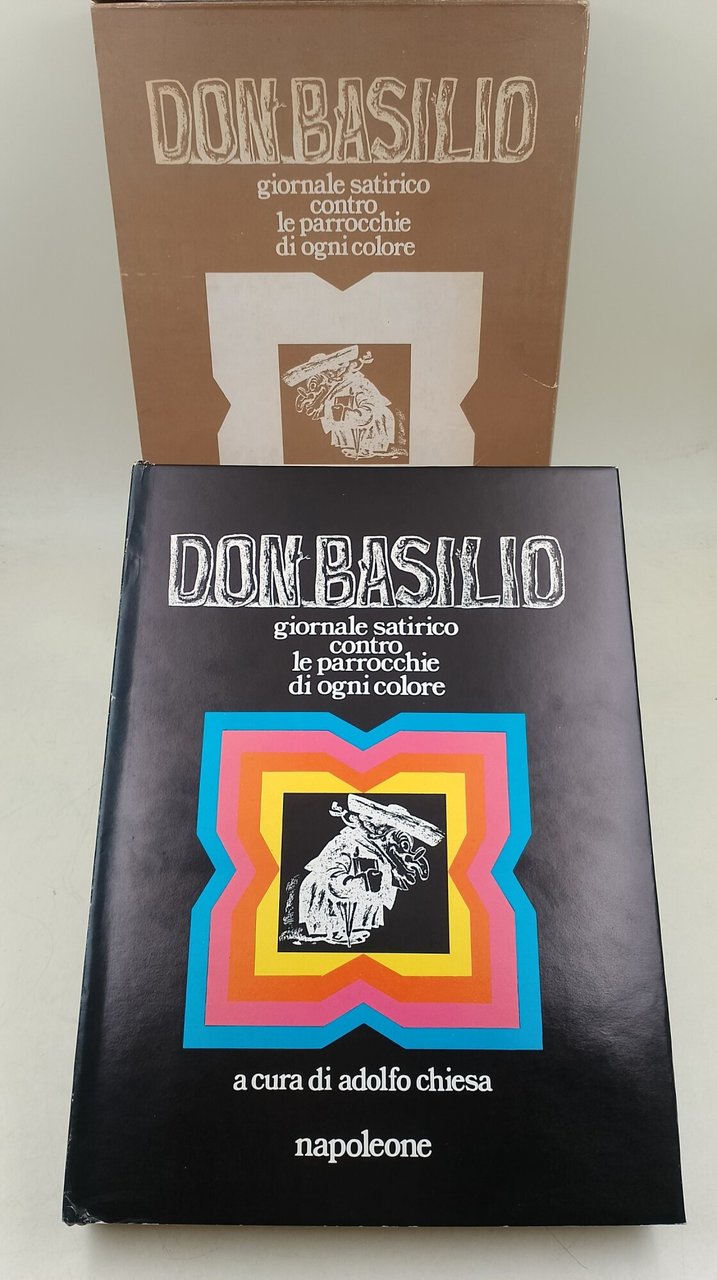 DON BASILIO
giornale satirico
contro
le parrocchie
di ogni colore
DON BASILIO
giornale satirico
contro
le parrocchie
di ogni colore
a cura di adolfo chiesa
napoleone